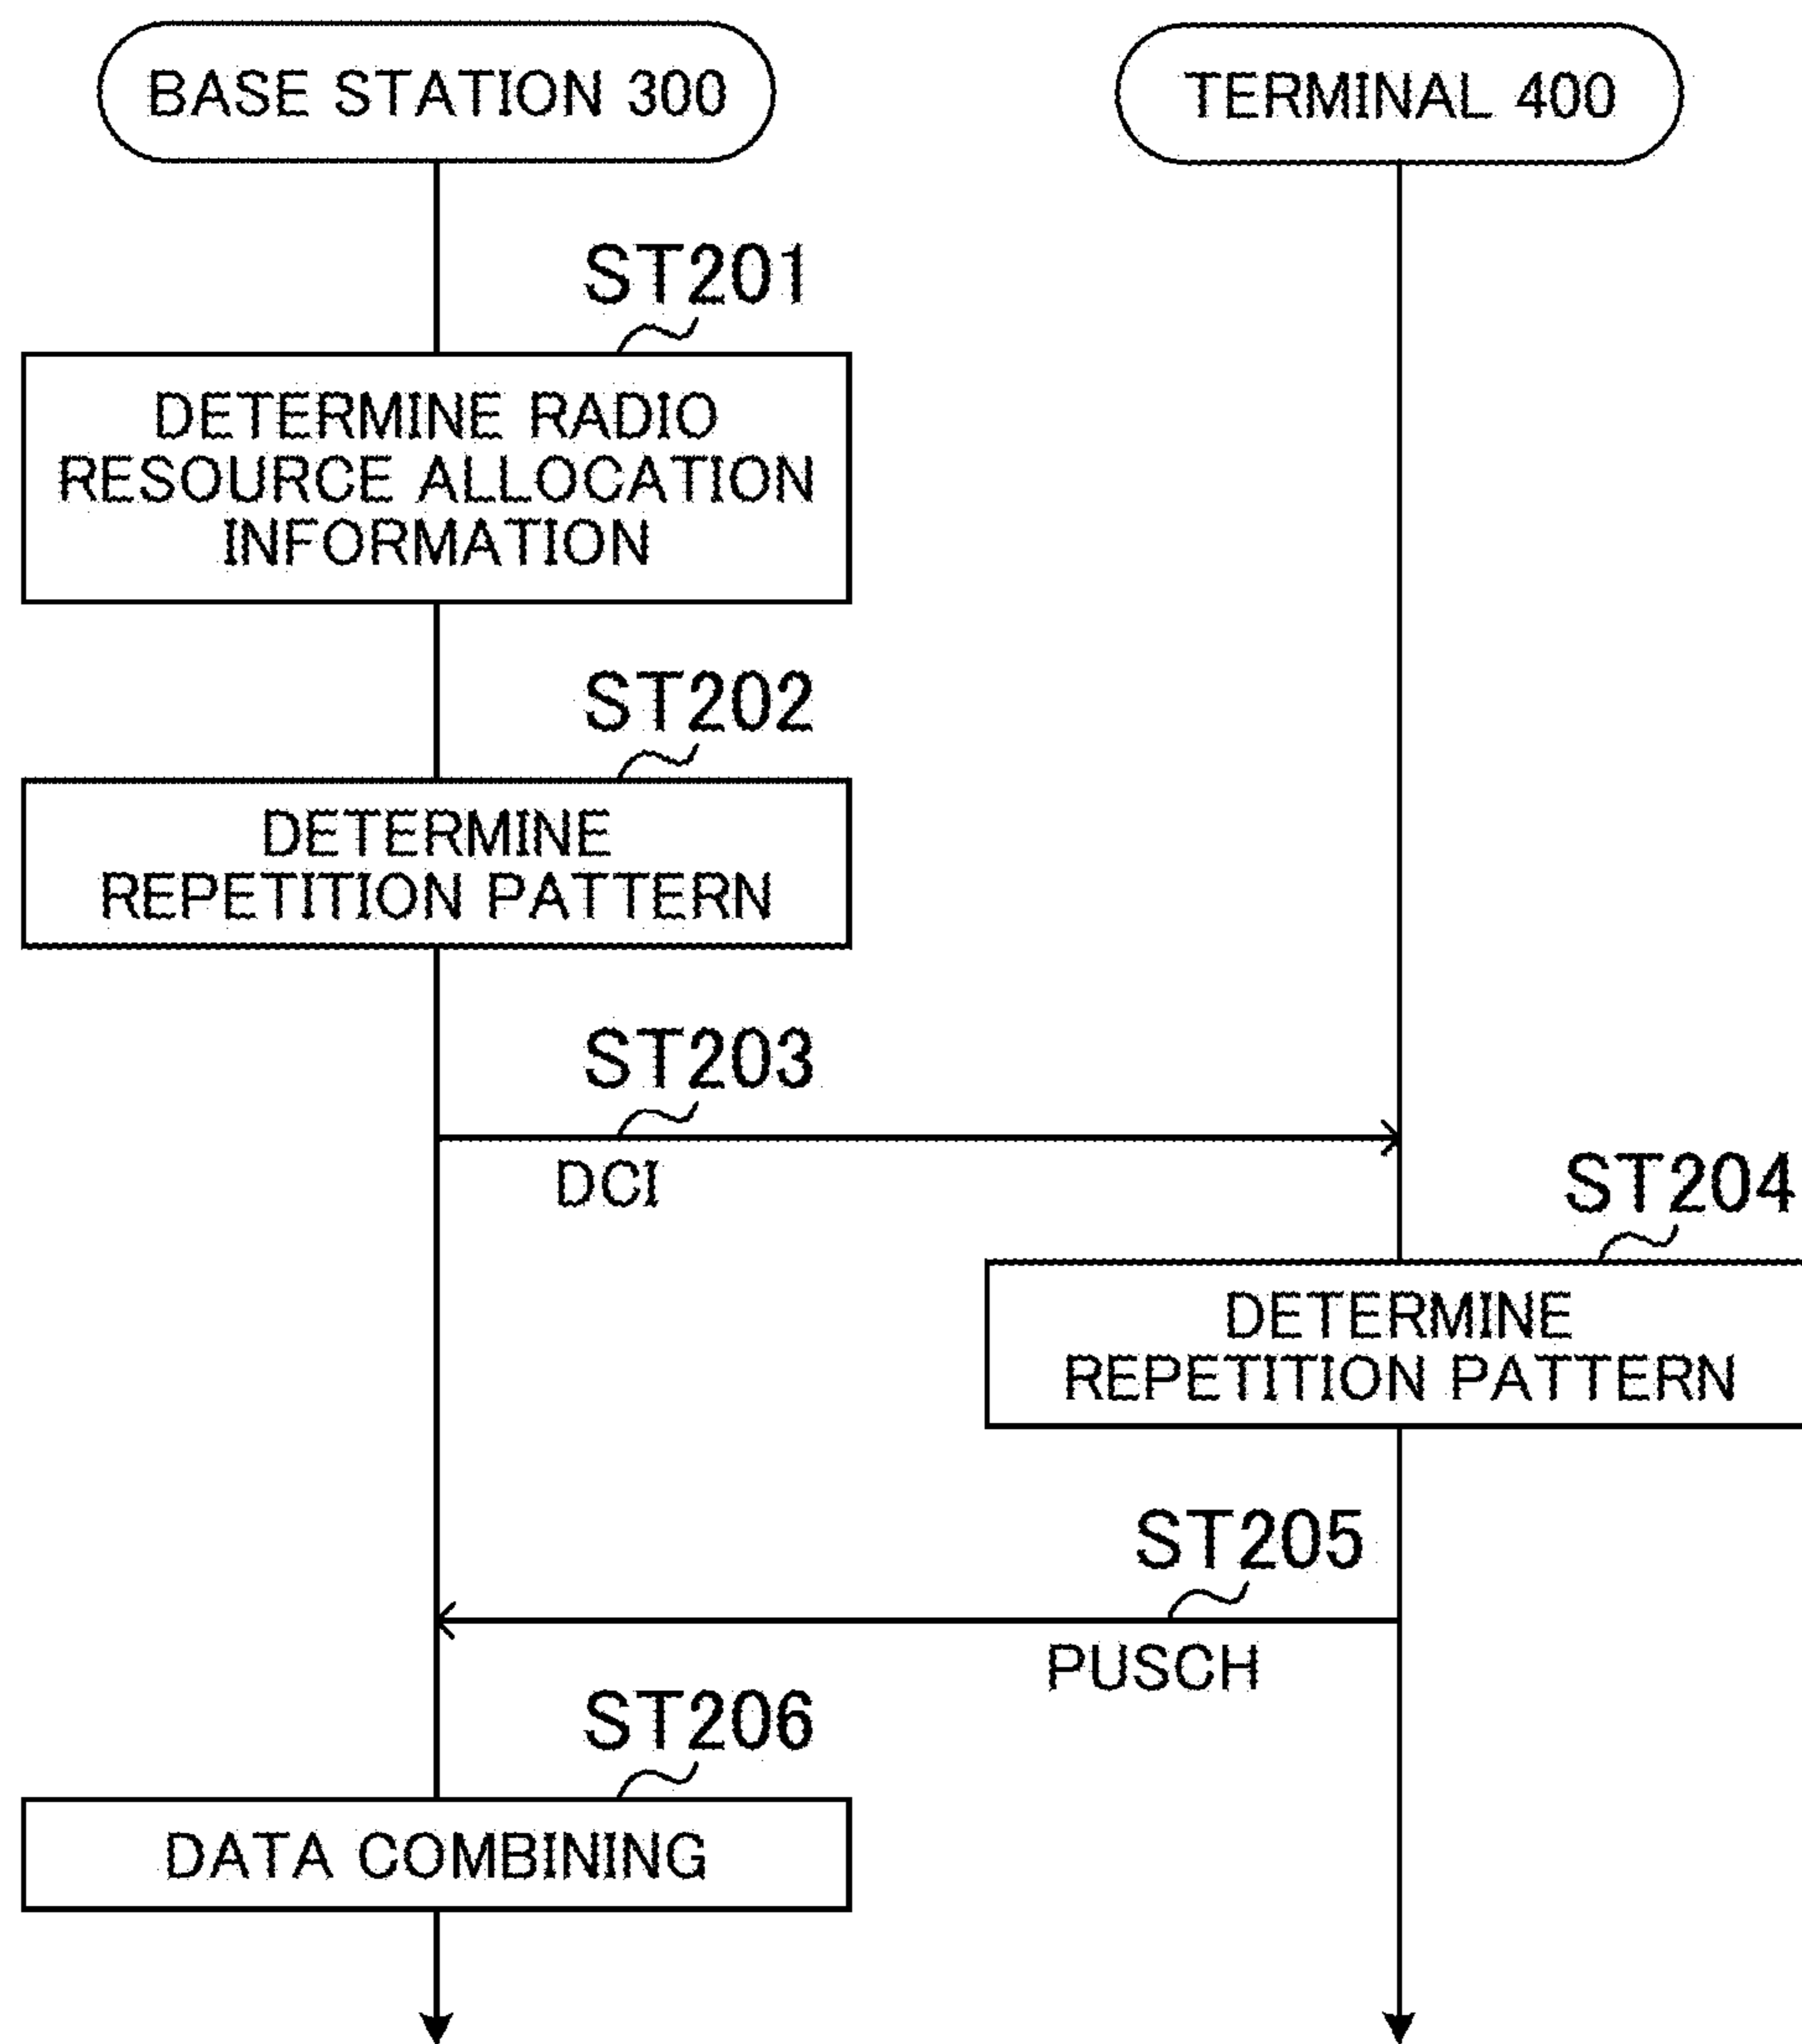 BASE STATION 300
TERMINAL 400
ST201
DETERMINE RADIO
RESOURCE ALLOCATION
INFORMATION
ST202
DETERMINE
REPETITION PATTERN
ST203
DCI
ST204
DETERMINE
REPETITION PATTERN
ST205
PUSCH
ST206
DATA COMBINING